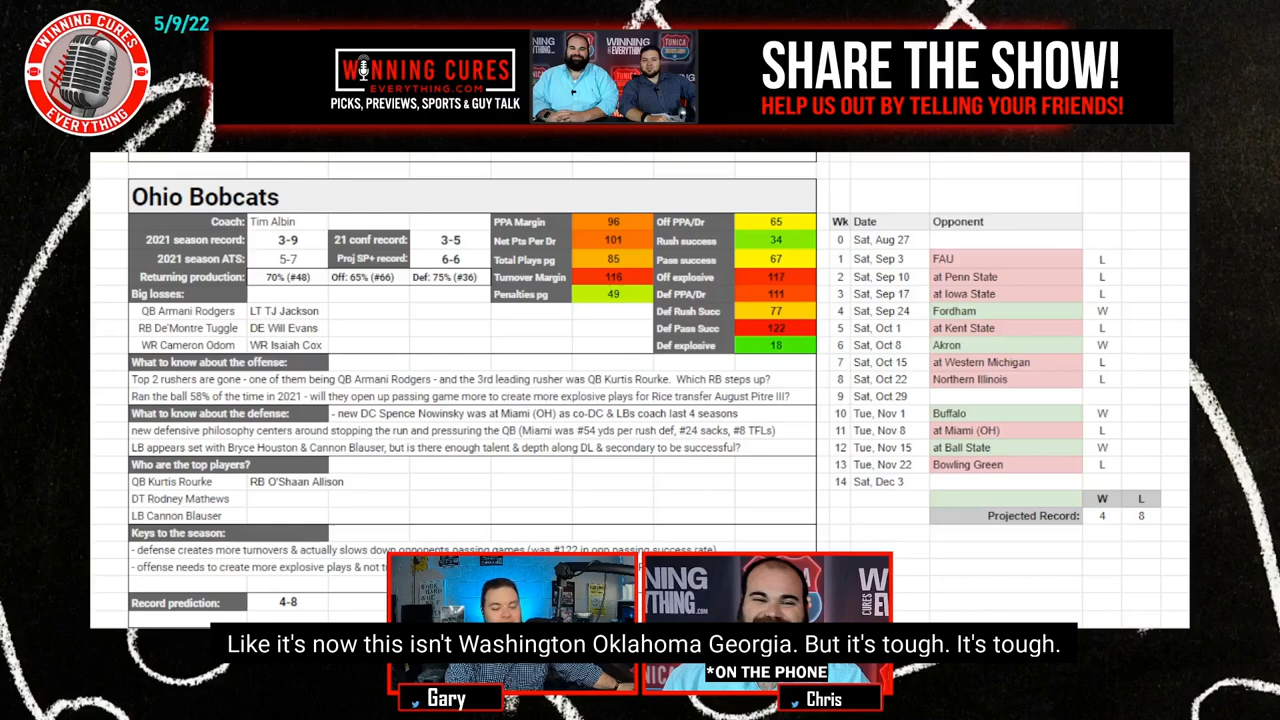 WINNING CURES
EVERYTHING
5/9/22
WINNING CURES
EVERYTHING.COM
PICKS, PREVIEWS, SPORTS & GUY TALK
WINNING
TUNICA
SHARE THE SHOW!
HELP US OUT BY TELLING YOUR FRIENDS!
Ohio Bobcats
Coach: Tim Albin PPA Margin 96 Off PPA/Dr 65
2021 season record: 3-9 21 conf record: 3-5 Net Pts Per Dr 101 Rush success 34
2021 season ATS: 5-7 Proj SP+ record: 6-6 Total Plays pg 85 Pass success 67
Returning production: 70% (#48) Off: 65% (#66) Def: 75% (#36) Turnover Margin 116 Off explosive 117
Big losses: Penalties pg 49 Def PPA/Dr 111
QB Armani Rodgers LT TJ Jackson Def Rush Succ 77
RB De'Montre Tuggle DE Will Evans Def Pass Succ 122
WR Cameron Odom WR Isaiah Cox Def explosive 18
What to know about the offense:
Top 2 rushers are gone - one of them being QB Armani Rodgers - and the 3rd leading rusher was QB Kurtis Rourke. Which RB steps up?
Ran the ball 58% of the time in 2021 - will they open up passing game more to create more explosive plays for Rice transfer August Pitre III?
What to know about the defense: - new DC Spence Nowinsky was at Miami (OH) as co-DC & LBs coach last 4 seasons
new defensive philosophy centers around stopping the run and pressuring the QB (Miami was #54 yds per rush def, #24 sacks, #8 TFLs)
LB appears set with Bryce Houston & Cannon Blauser, but is there enough talent & depth along DL & secondary to be successful?
Who are the top players?
QB Kurtis Rourke RB O'Shaan Allison
DT Rodney Mathews
LB Cannon Blauser
Keys to the season:
- defense creates more turnovers & actually slows down opponents passing games (was #122 in opp passing success rate)
- offense needs to create more explosive plays & not
Record prediction: 4-8
Wk Date Opponent
0 Sat, Aug 27
1 Sat, Sep 3 FAU L
2 Sat, Sep 10 at Penn State L
3 Sat, Sep 17 at Iowa State L
4 Sat, Sep 24 Fordham W
5 Sat, Oct 1 at Kent State L
6 Sat, Oct 8 Akron W
7 Sat, Oct 15 at Western Michigan L
8 Sat, Oct 22 Northern Illinois L
9 Sat, Oct 29
10 Tue, Nov 1 Buffalo W
11 Tue, Nov 8 at Miami (OH) L
12 Tue, Nov 15 at Ball State W
13 Tue, Nov 22 Bowling Green L
14 Sat, Dec 3
W L
Projected Record: 4 8
Like it's now this isn't Washington Oklahoma Georgia. But it's tough. It's tough.
*ON THE PHONE
Gary
Chris